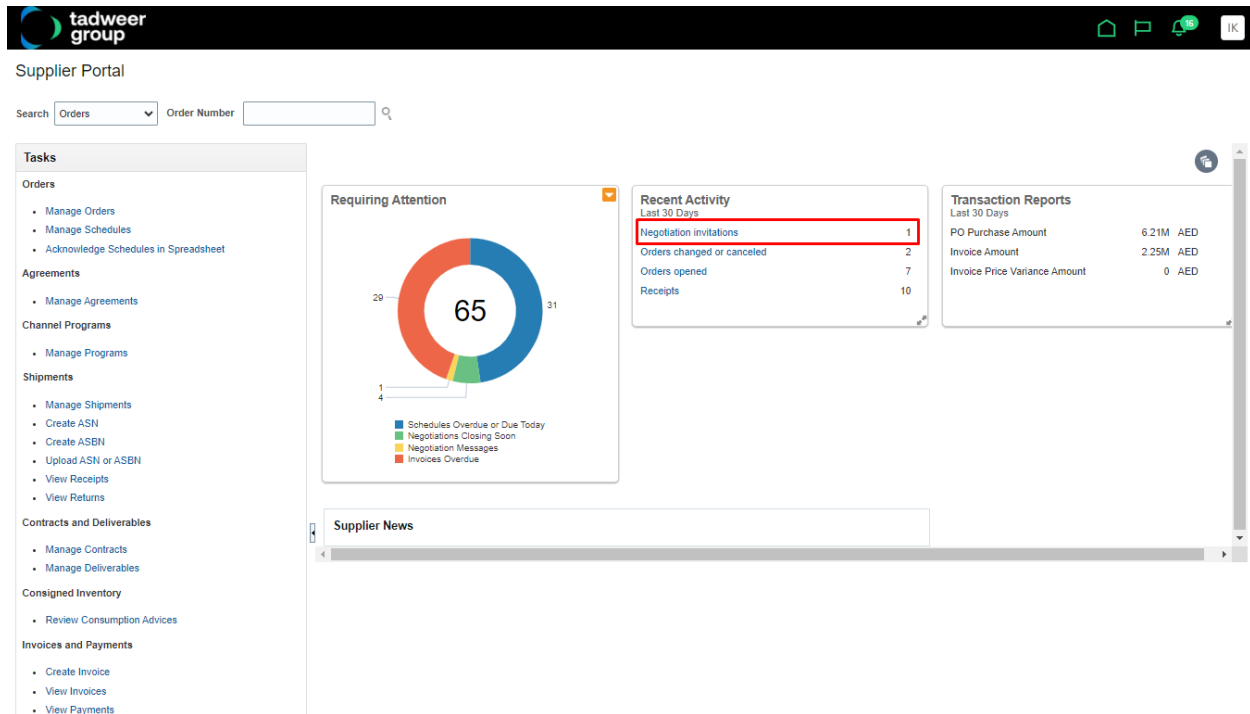 tadweer
group
16
IK
Supplier Portal
Search Orders Order Number
Tasks
Orders
Manage Orders
Manage Schedules
Acknowledge Schedules in Spreadsheet
Agreements
Manage Agreements
Channel Programs
Manage Programs
Shipments
Manage Shipments
Create ASN
Create ASBN
Upload ASN or ASBN
View Receipts
View Returns
Contracts and Deliverables
Manage Contracts
Manage Deliverables
Consigned Inventory
Review Consumption Advices
Invoices and Payments
Create Invoice
View Invoices
View Payments
Requiring Attention
29
65
31
1
4
Schedules Overdue or Due Today
Negotiations Closing Soon
Negotiation Messages
Invoices Overdue
Recent Activity
Last 30 Days
Negotiation invitations 1
Orders changed or canceled 2
Orders opened 7
Receipts 10
Transaction Reports
Last 30 Days
PO Purchase Amount 6.21M AED
Invoice Amount 2.25M AED
Invoice Price Variance Amount 0 AED
Supplier News